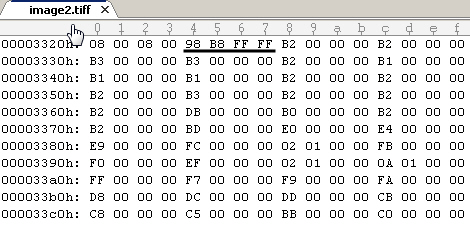 image2.tiff ×
0 1 2 3 4 5 6 7 8 9 a b c d e f
00003320h: 08 00 08 00 98 B8 FF FF B2 00 00 00 B2 00 00 00
00003330h: B3 00 00 00 B3 00 00 00 B2 00 00 00 B1 00 00 00
00003340h: B1 00 00 00 B1 00 00 00 B2 00 00 00 B2 00 00 00
00003350h: B2 00 00 00 B3 00 00 00 B2 00 00 00 B2 00 00 00
00003360h: B2 00 00 00 DB 00 00 00 B0 00 00 00 B2 00 00 00
00003370h: B2 00 00 00 BD 00 00 00 E0 00 00 00 E4 00 00 00
00003380h: E9 00 00 00 FC 00 00 00 02 01 00 00 FB 00 00 00
00003390h: F0 00 00 00 EF 00 00 00 02 01 00 00 0A 01 00 00
000033a0h: FF 00 00 00 F7 00 00 00 F9 00 00 00 FA 00 00 00
000033b0h: D8 00 00 00 DC 00 00 00 DD 00 00 00 CB 00 00 00
000033c0h: C8 00 00 00 C5 00 00 00 BB 00 00 00 C0 00 00 00